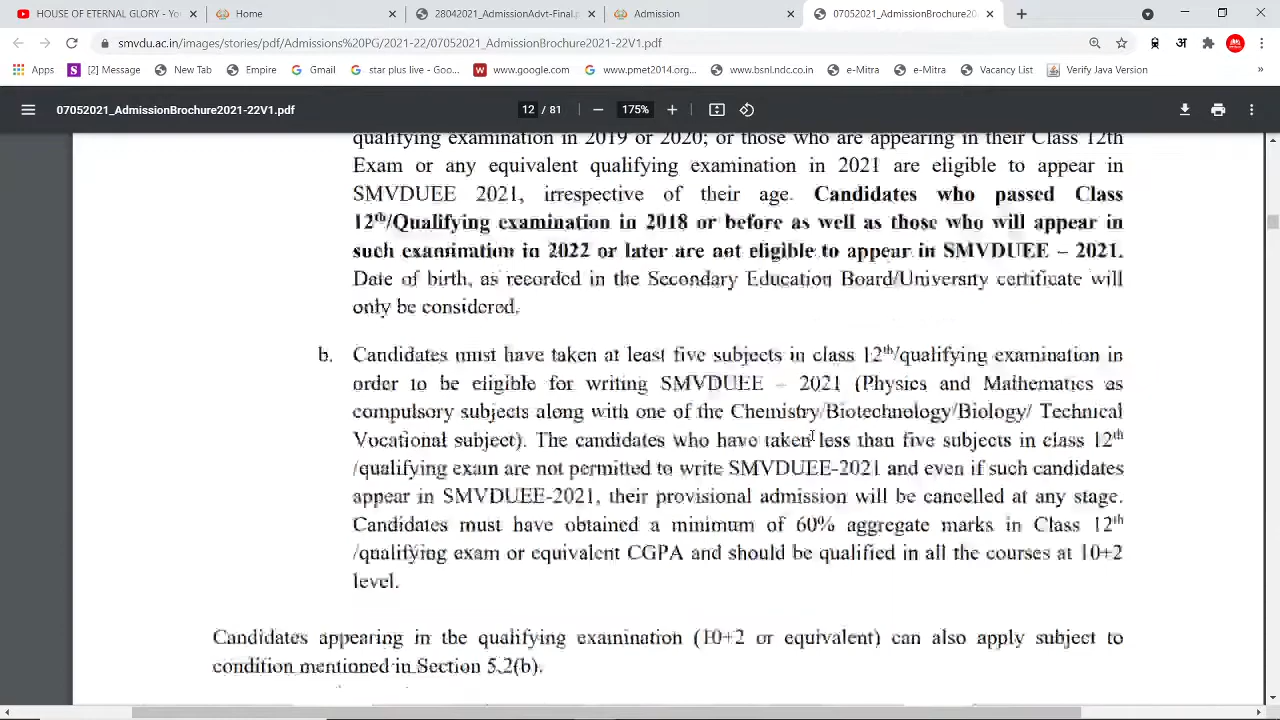 HOUSE OF ETERNAL GLORY - Yo
Home
28042021_AdmissionAdvt-Final.p
Admission
07052021_AdmissionBrochure20
smvdu.ac.in/images/stories/pdf/Admissions%20PG/2021-22/07052021_AdmissionBrochure2021-22V1.pdf
अ
Apps
S [2] Message
New Tab
Empty
Gmail
star plus live - Goo...
www.google.com
www.pmet2014.org...
www.bsnlndc.co.in
e-Mitra
e-Mitra
Vacancy List
Verify Java Version
»
07052021_AdmissionBrochure2021-22V1.pdf
12 / 81
175%
qualifying examination in 2019 or 2020; or those who are appearing in their Class 12th
Exam or any equivalent qualifying examination in 2021 are eligible to appear in
SMVDUEE 2021, irrespective of their age. Candidates who passed Class
12th/Qualifying examination in 2018 or before as well as those who will appear in
such examination in 2022 or later are not eligible to appear in SMVDUEE – 2021.
Date of birth, as recorded in the Secondary Education Board/University certificate will
only be considered.
b. Candidates must have taken at least five subjects in class 12th/qualifying examination in
order to be eligible for writing SMVDUEE – 2021 (Physics and Mathematics as
compulsory subjects along with one of the Chemistry/Biotechnology/Biology/ Technical
Vocational subject). The candidates who have taken less than five subjects in class 12th
/qualifying exam are not permitted to write SMVDUEE-2021 and even if such candidates
appear in SMVDUEE-2021, their provisional admission will be cancelled at any stage.
Candidates must have obtained a minimum of 60% aggregate marks in Class 12th
/qualifying exam or equivalent CGPA and should be qualified in all the courses at 10+2
level.
Candidates appearing in the qualifying examination (10+2 or equivalent) can also apply subject to
condition mentioned in Section 5.2(b).